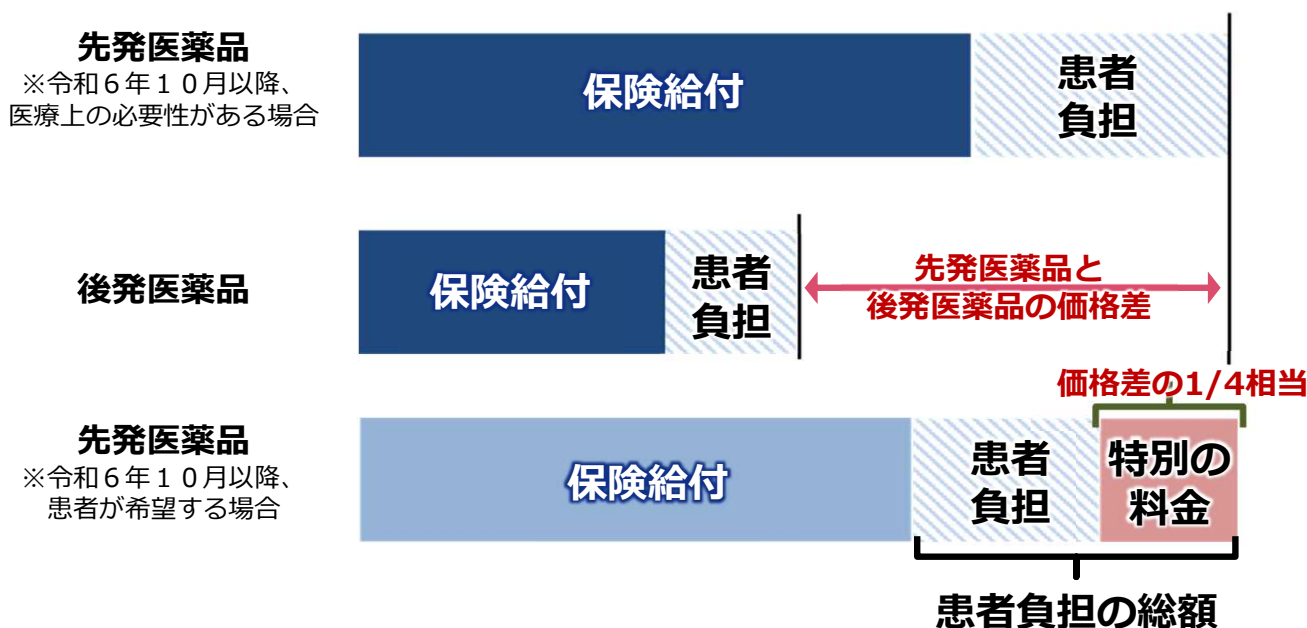 先発医薬品
※令和６年１０月以降、
医療上の必要性がある場合
保険給付
患者
負担
後発医薬品
保険給付
患者
負担
先発医薬品と
後発医薬品の価格差
価格差の1/4相当
先発医薬品
※令和６年１０月以降、
患者が希望する場合
保険給付
患者
負担
特別の
料金
患者負担の総額